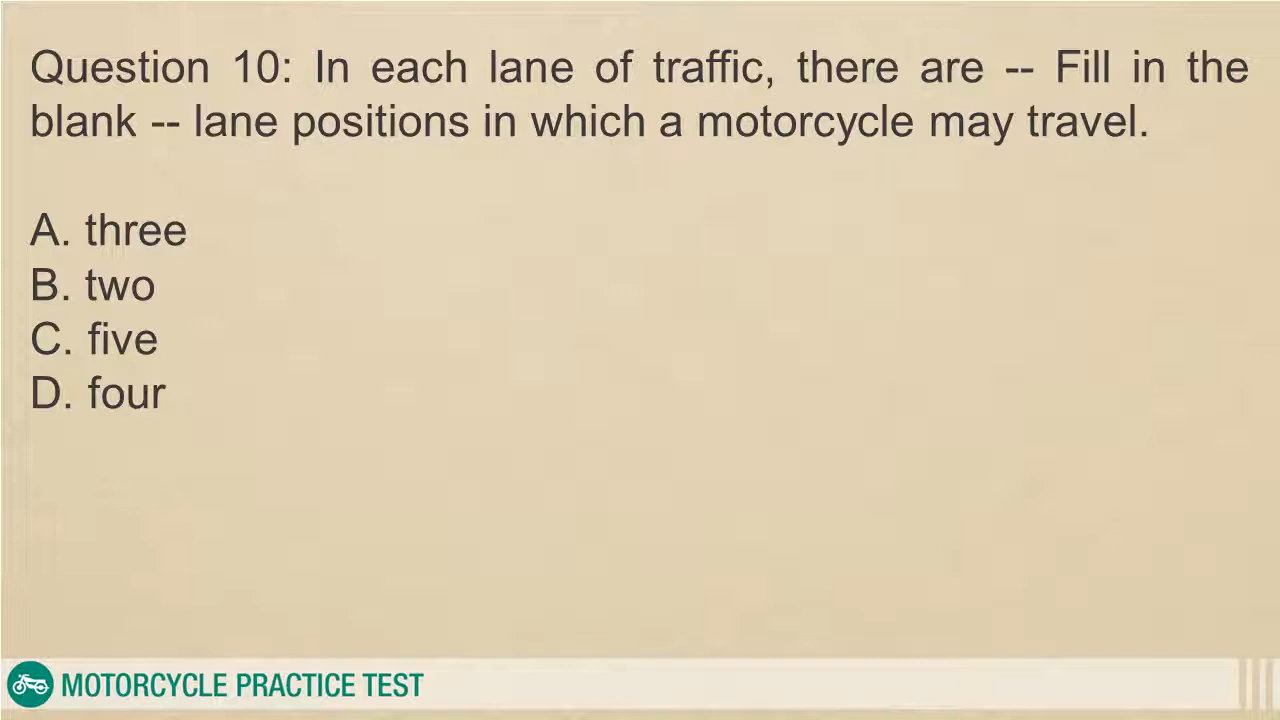 Question 10: In each lane of traffic, there are -- Fill in the
blank -- lane positions in which a motorcycle may travel.
A. three
B. two
C. five
D. four
MOTORCYCLE PRACTICE TEST